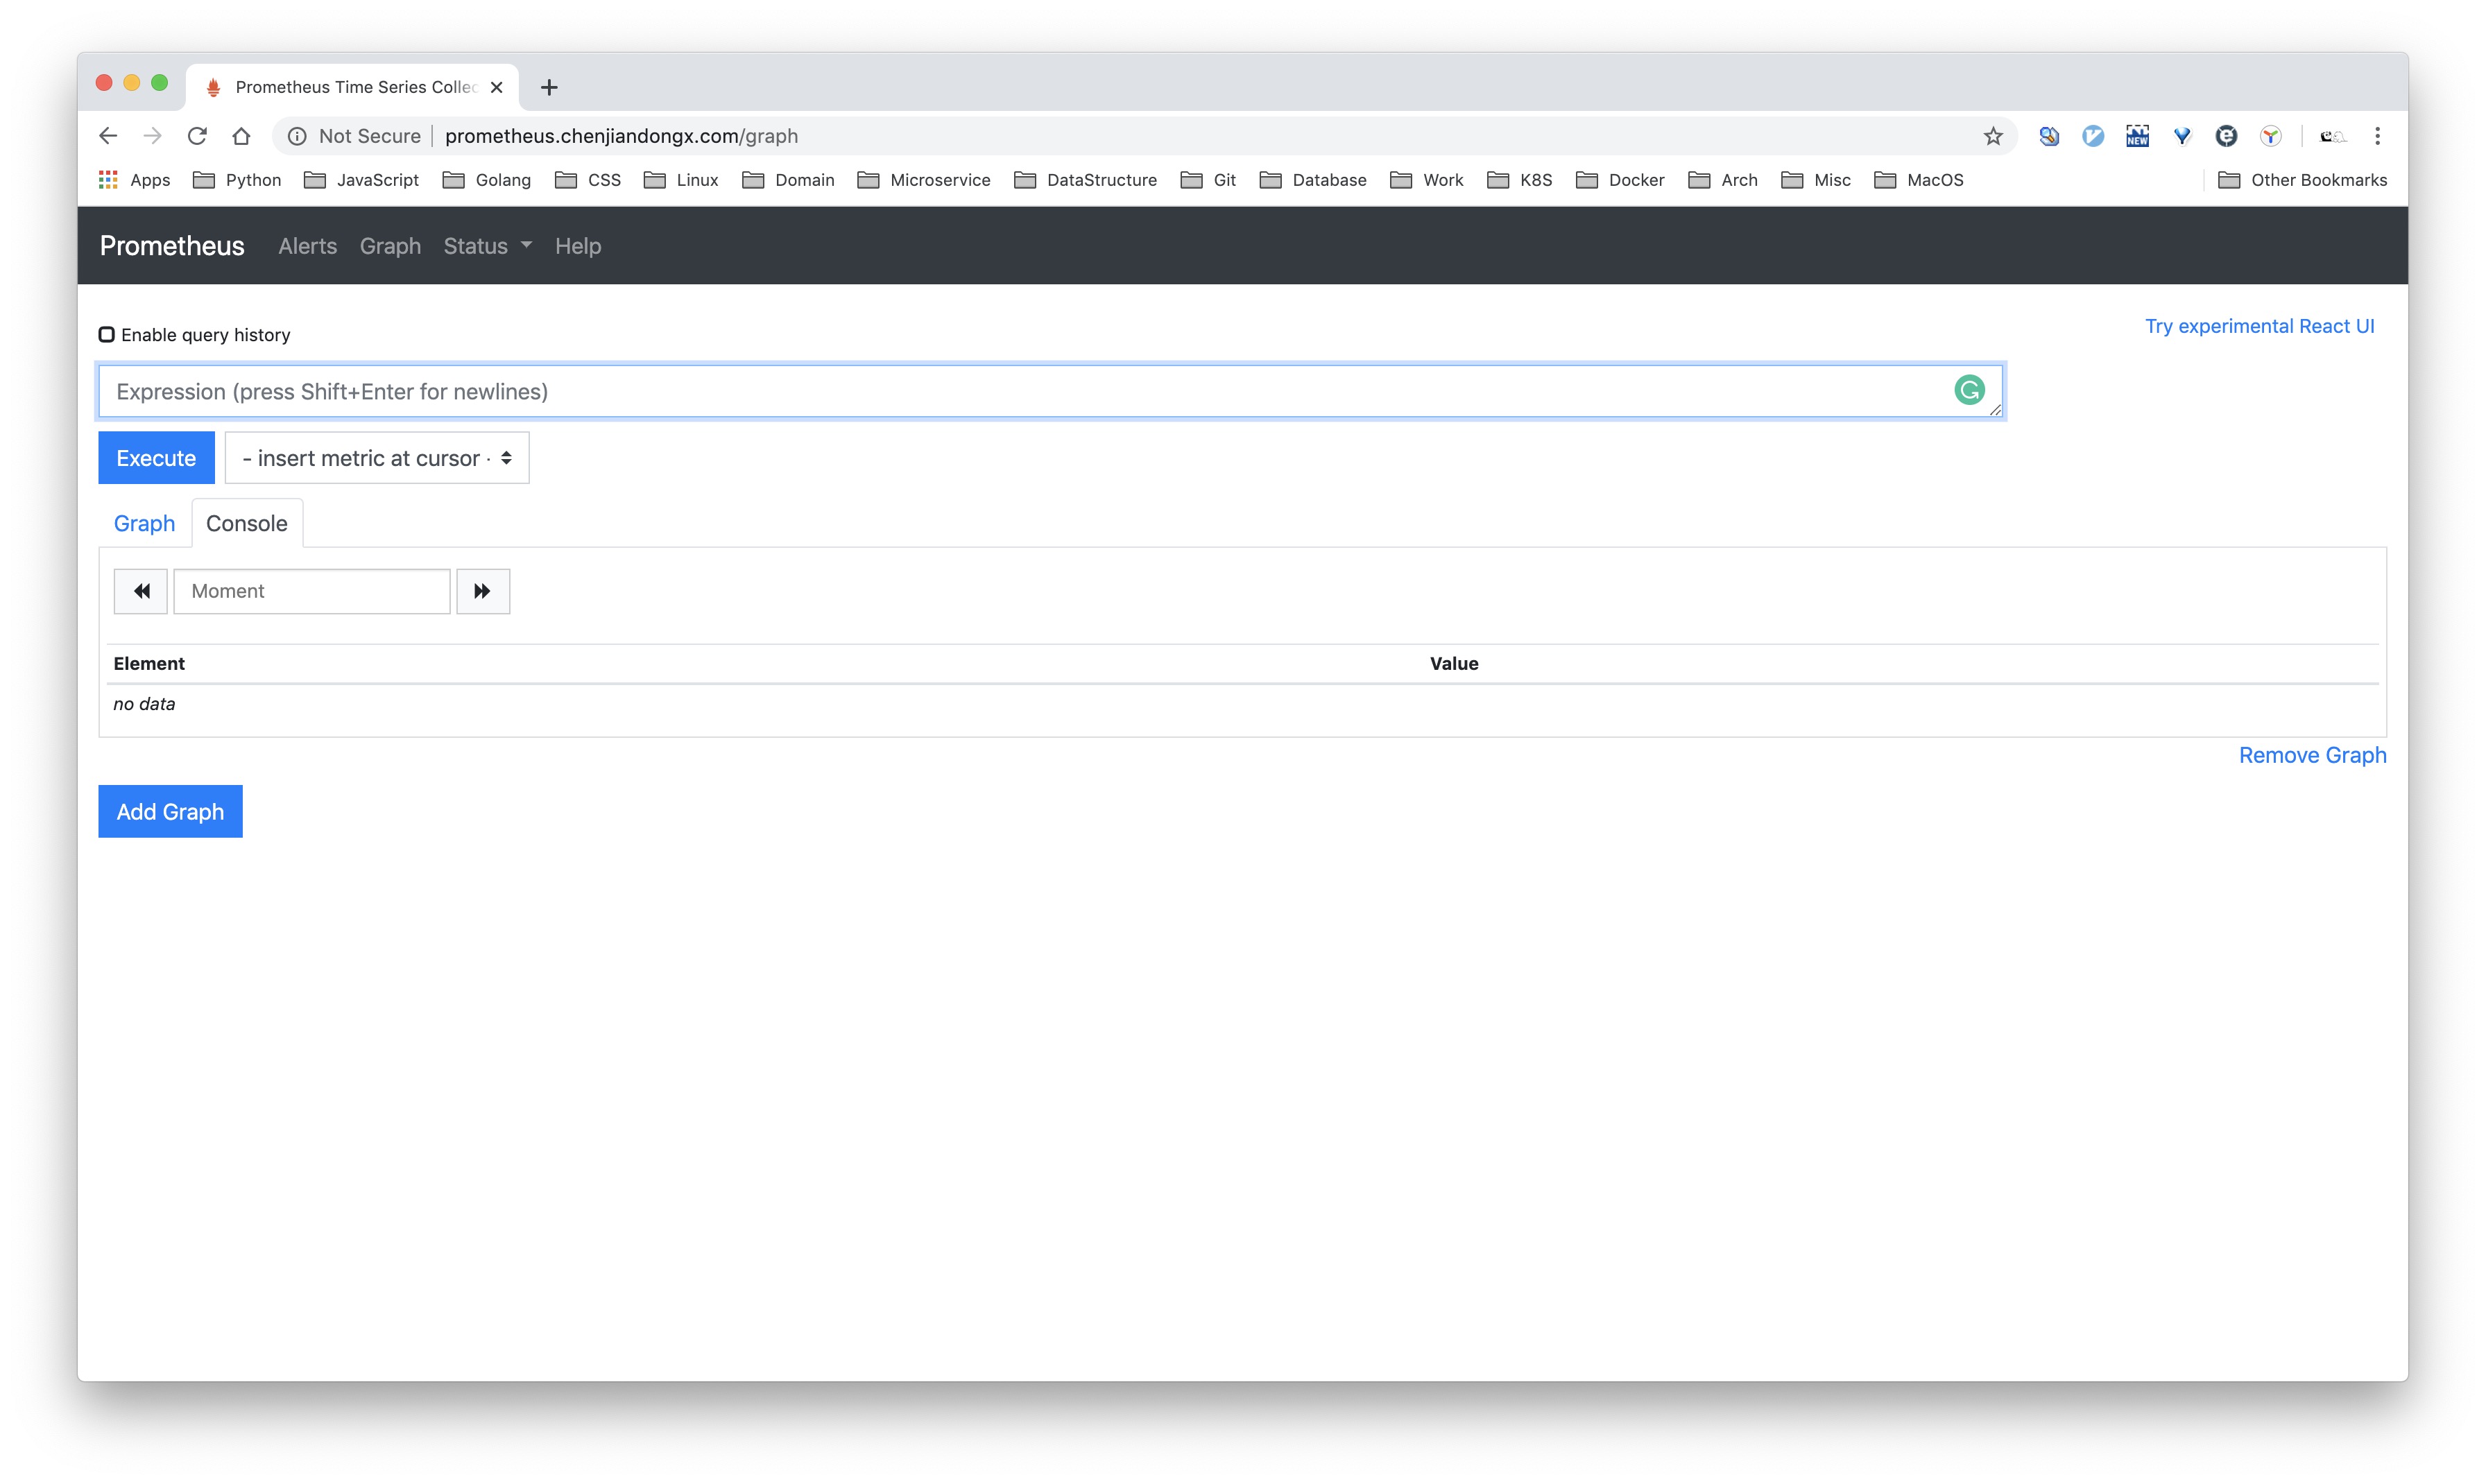 Prometheus Time Series Collec
Not Secure prometheus.chenjiandongx.com/graph
NEW
Apps Python JavaScript Golang CSS Linux Domain Microservice DataStructure Git Database Work K8S Docker Arch Misc MacOS Other Bookmarks
Prometheus Alerts Graph Status Help
Enable query history
Try experimental React UI
Expression (press Shift+Enter for newlines)
Execute - insert metric at cursor -
Graph Console
Moment
Element Value
no data
Remove Graph
Add Graph